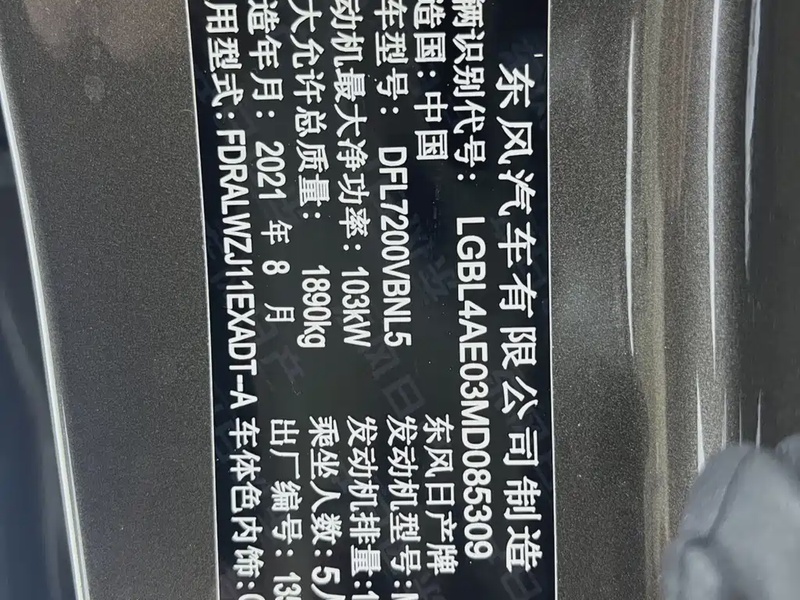 东风汽车有限公司制造
辆识别代号: LGBL4AE03MD085309
造国: 中国 东风日产牌
车型号: DFL7200VBNL5 发动机型号:
动机最大净功率: 103kW 发动机排量:1
大允许总质量: 1890kg 乘坐人数: 5人
造年月: 2021 年 8 月 出厂编号: 135
用型式: FDRALWZJ11EXADT--A 车体色内饰: